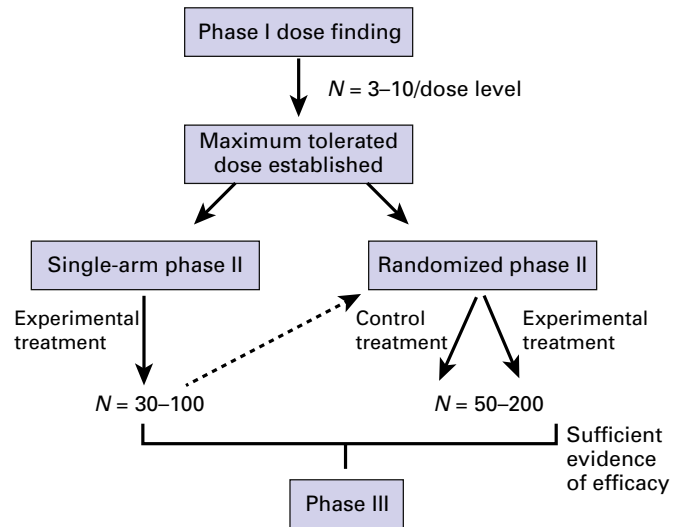 Phase I dose finding
N = 3–10/dose level
Maximum tolerated
dose established
Single-arm phase II
Randomized phase II
Experimental
treatment
Control
treatment
Experimental
treatment
N = 30–100
N = 50–200
Sufficient
evidence
of efficacy
Phase III